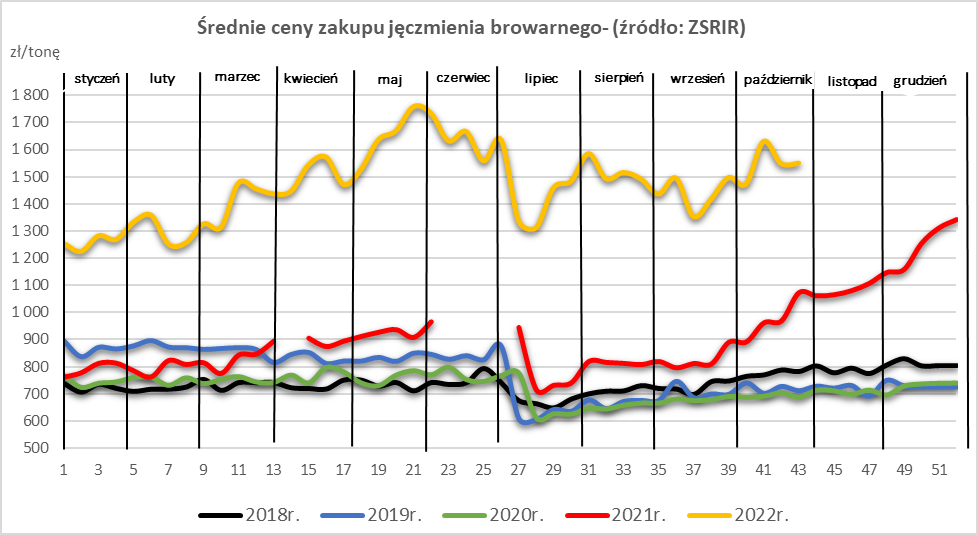 Średnie ceny zakupu jęczmienia browarnego- (źródło: ZSRIR)
zł/tonę
styczeń luty marzec kwiecień maj czerwiec lipiec sierpień wrzesień październik listopad grudzień
1 800
1 700
1 600
1 500
1 400
1 300
1 200
1 100
1 000
900
800
700
600
500
1 3 5 7 9 11 13 15 17 19 21 23 25 27 29 31 33 35 37 39 41 43 45 47 49 51
2018r. 2019r. 2020r. 2021r. 2022r.